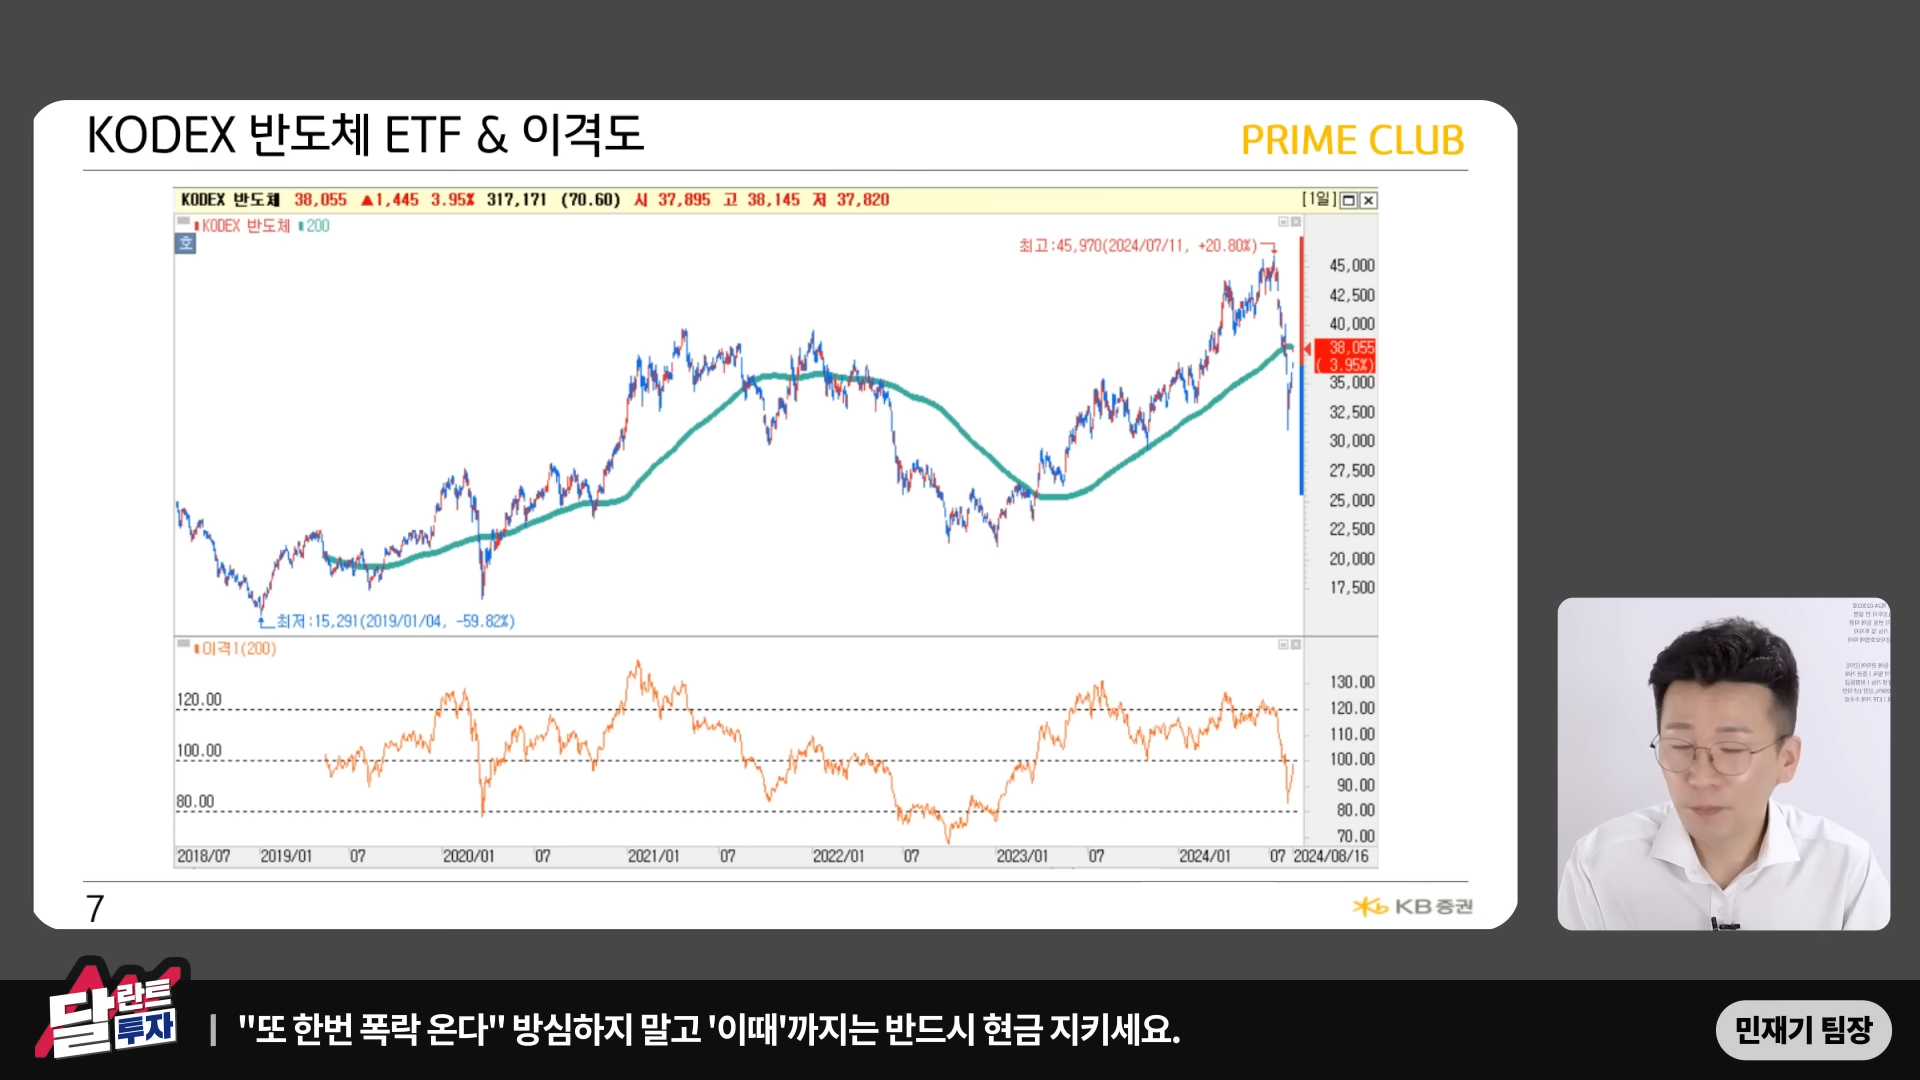 KODEX 반도체 ETF & 이격도
PRIME CLUB
KODEX 반도체 38,055 ▲1,445 3.95% 317,171 (70.60) 시 37,895 고 38,145 저 37,820
[1일]
KODEX 반도체 200
호
최고:45,970(2024/07/11, +20.80%)
45,000
42,500
40,000
38,055
( 3.95%)
35,000
32,500
30,000
27,500
25,000
22,500
20,000
17,500
최저:15,291(2019/01/04, -59.82%)
이격1(200)
120.00
100.00
80.00
130.00
120.00
110.00
100.00
90.00
80.00
70.00
2018/07 2019/01 07 2020/01 07 2021/01 07 2022/01 07 2023/01 07 2024/01 07 2024/08/16
7
KB증권
달란트투자
"또 한번 폭락 온다" 방심하지 말고 '이때'까지는 반드시 현금 지키세요.
민재기 팀장